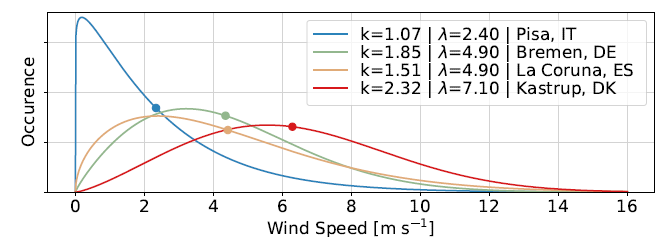 k=1.07 | λ=2.40 | Pisa, IT
k=1.85 | λ=4.90 | Bremen, DE
k=1.51 | λ=4.90 | La Coruna, ES
k=2.32 | λ=7.10 | Kastrup, DK
Occurence
0 2 4 6 8 10 12 14 16
Wind Speed [m s⁻¹]